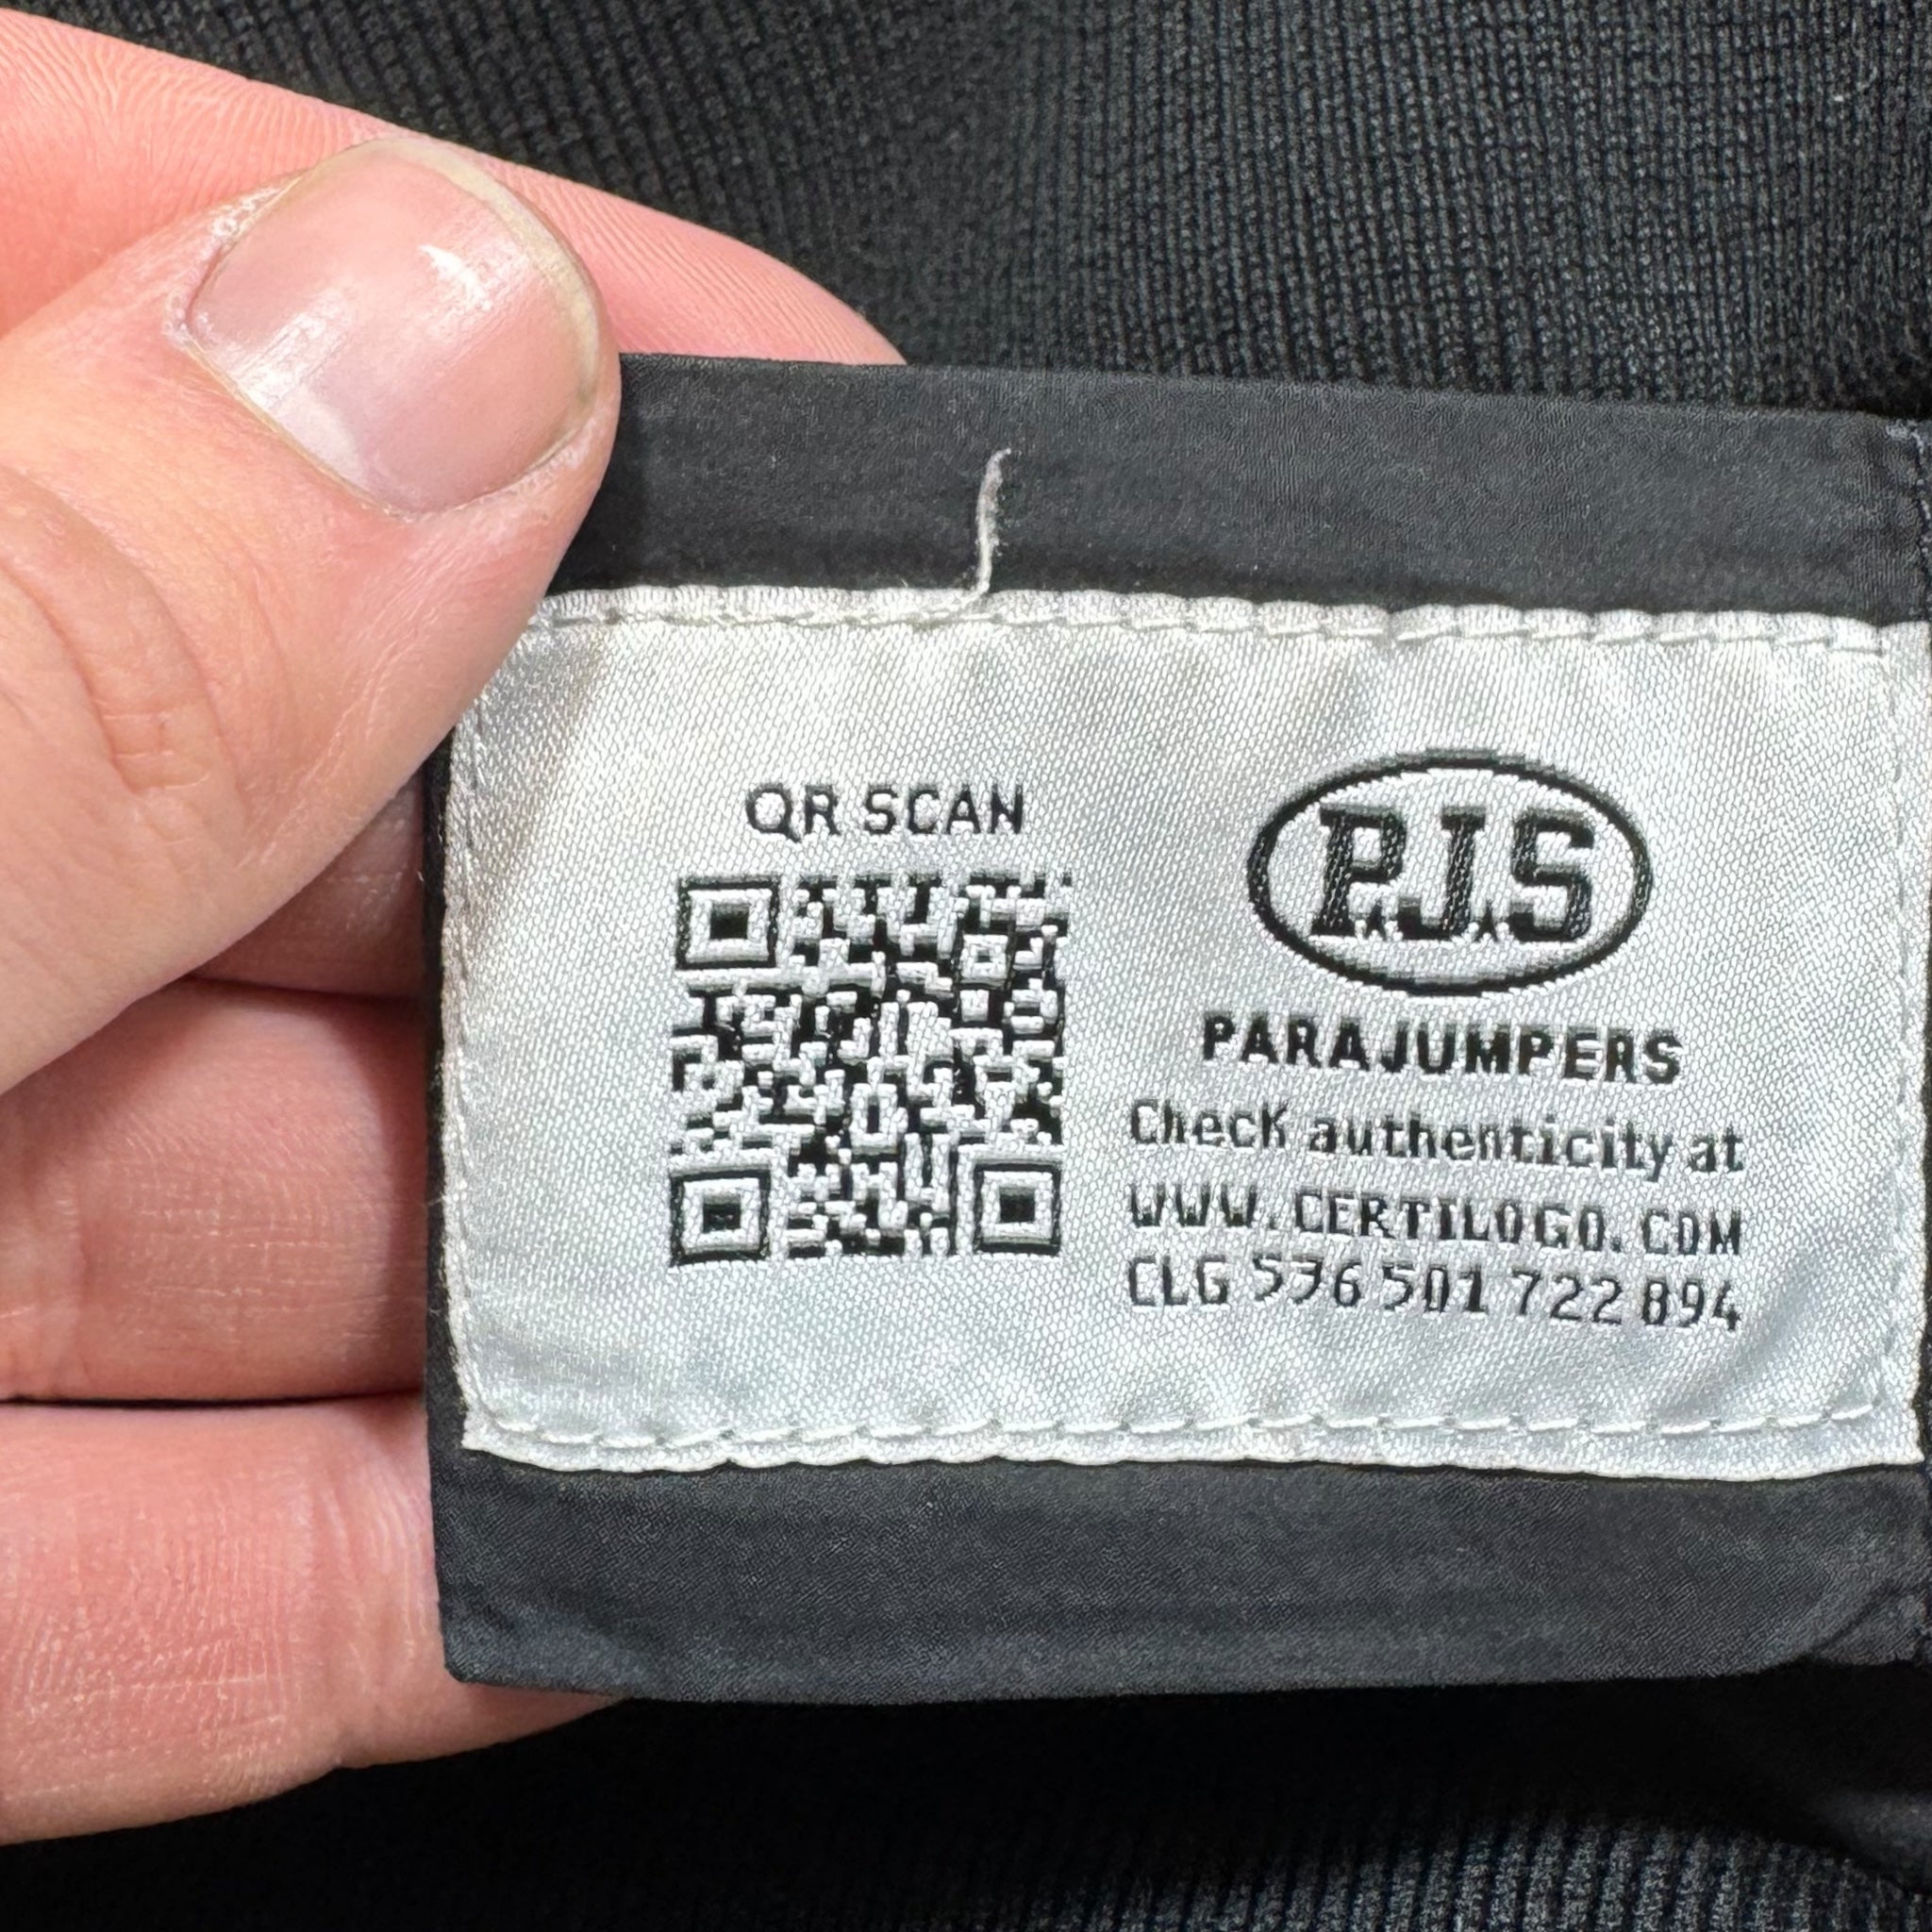 QR SCAN
P.J.S
PARAJUMPERS
Check authenticity at
WWW.CERTILOGO.COM
CLG 536 501 722 894